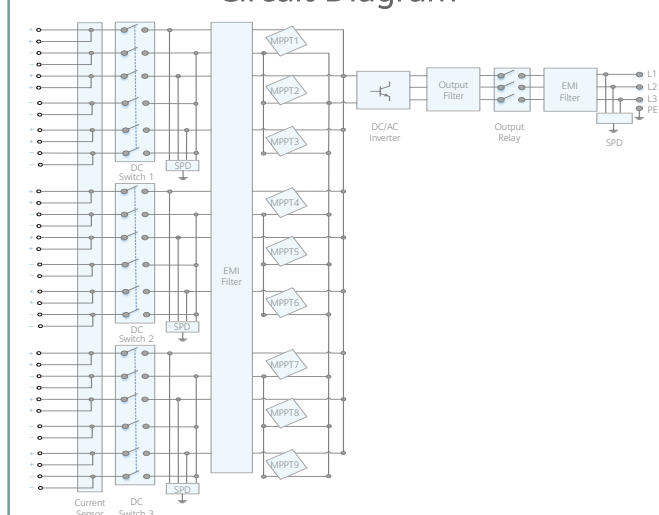 Circuit Diagram
MPPT1
MPPT2
MPPT3
SPD
DC
Switch 1
MPPT4
MPPT5
MPPT6
EMI
Filter
SPD
DC
Switch 2
MPPT7
MPPT8
MPPT9
SPD
Current
Sensor
DC
Switch 3
DC/AC
Inverter
Output
Filter
Output
Relay
EMI
Filter
L1
L2
L3
PE
SPD